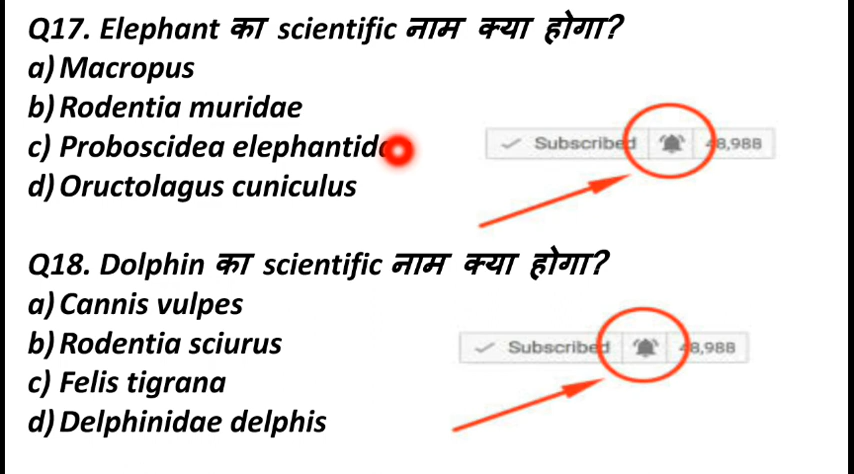 Q17. Elephant का scientific नाम क्या होगा?
a) Macropus
b) Rodentia muridae
c) Proboscidea
Subscribed
d) Oructolagus cuniculus
Q18. Dolphin का scientific नाम क्या होगा?
a) Cannis vulpes
b) Rodentia sciurus
Subscribed
c) Felis tigrana
d) Delphinidae delphis